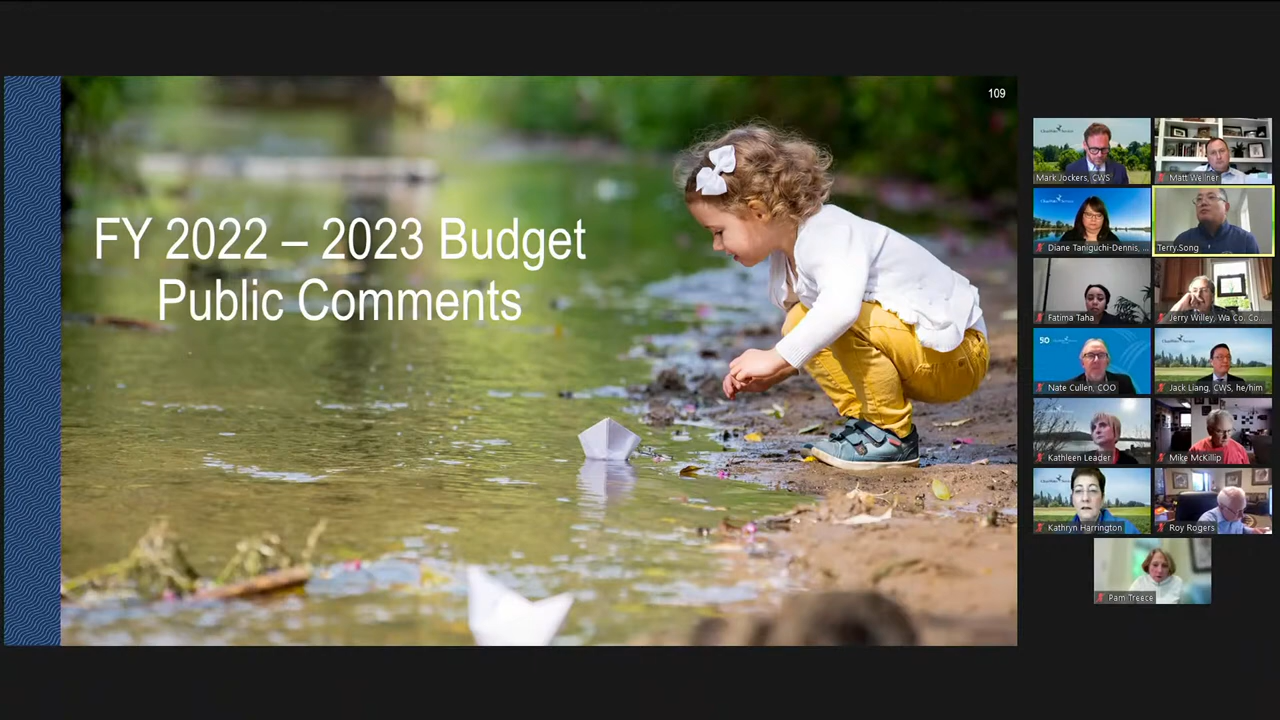 109
FY 2022 – 2023 Budget
Public Comments
Mark Jockers, CWS
Matt Wellner
Diane Taniguchi-Dennis, ...
Terry.Song
Fatima Taha
Jerry Willey, Wa Co. Co...
50
Nate Cullen, COO
Jack Liang, CWS, he/him
Kathleen Leader
Mike McKillip
Kathryn Harrington
Roy Rogers
Pam Treece